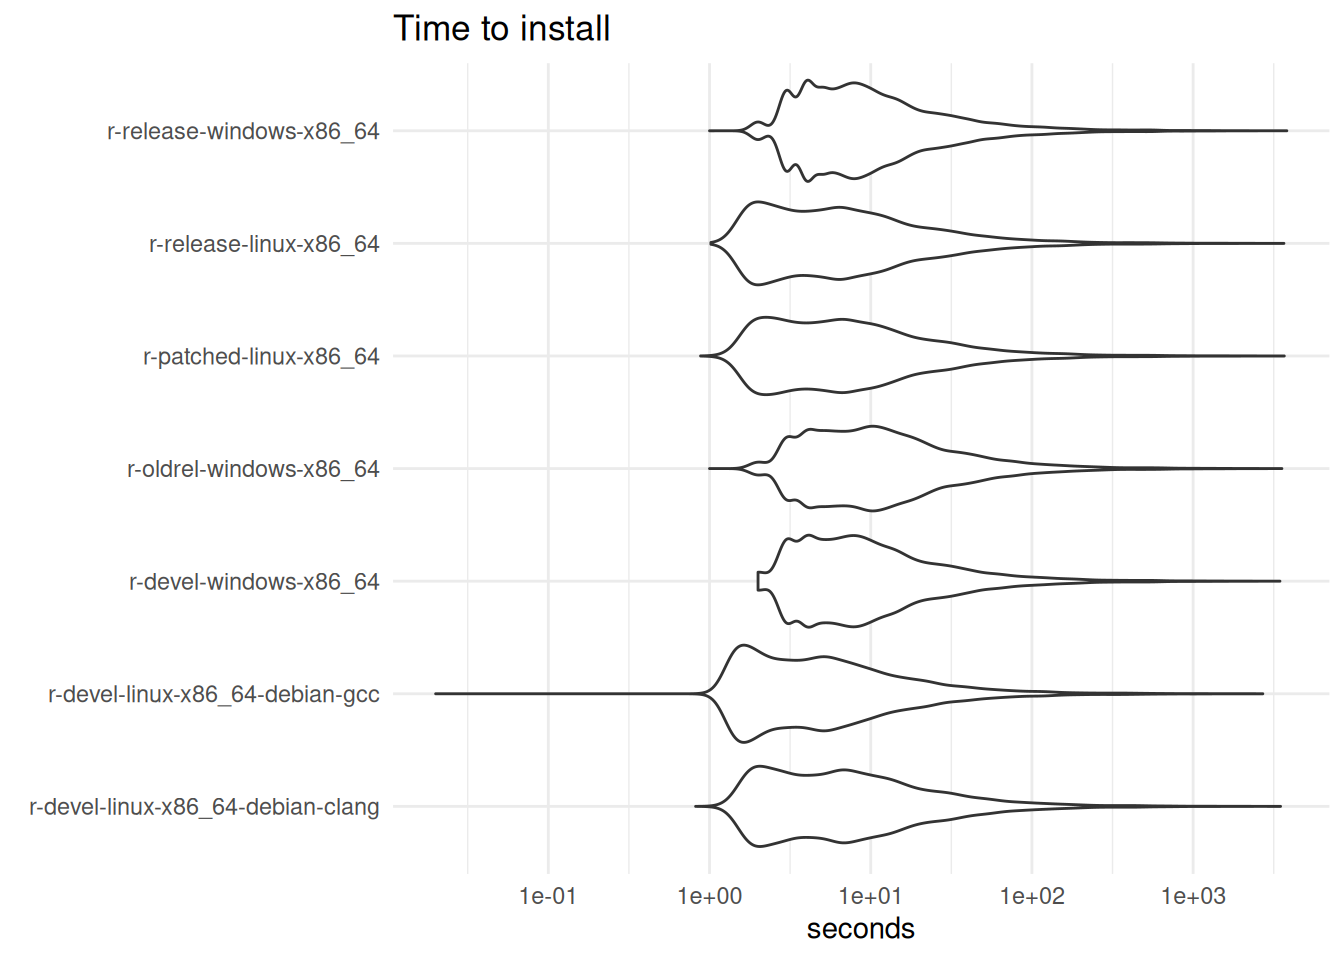 Time to install
r-release-windows-x86_64
r-release-linux-x86_64
r-patched-linux-x86_64
r-oldrel-windows-x86_64
r-devel-windows-x86_64
r-devel-linux-x86_64-debian-gcc
r-devel-linux-x86_64-debian-clang
1e-01 1e+00 1e+01 1e+02 1e+03
seconds